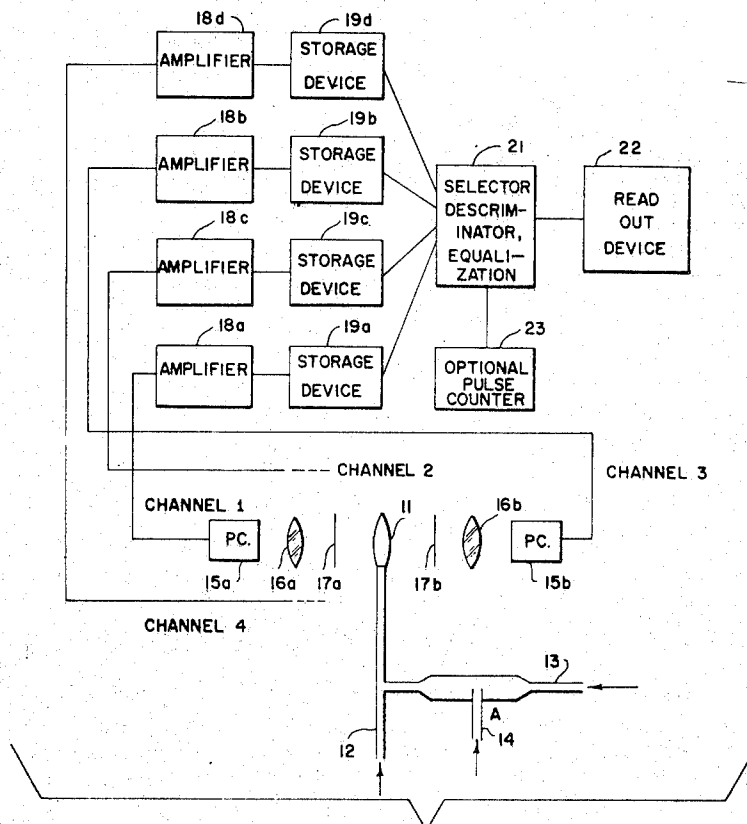 18d
19d
AMPLIFIER
STORAGE
DEVICE
18b
19b
21
22
AMPLIFIER
STORAGE
DEVICE
SELECTOR
DESCRIM-
INATOR,
EQUALI-
ZATION
READ
OUT
DEVICE
18c
19c
AMPLIFIER
STORAGE
DEVICE
18a
19a
23
AMPLIFIER
STORAGE
DEVICE
OPTIONAL
PULSE
COUNTER
CHANNEL 2
CHANNEL 3
CHANNEL 1
11
16b
PC.
PC.
15a
16a
17a
17b
15b
CHANNEL 4
13
A
12
14